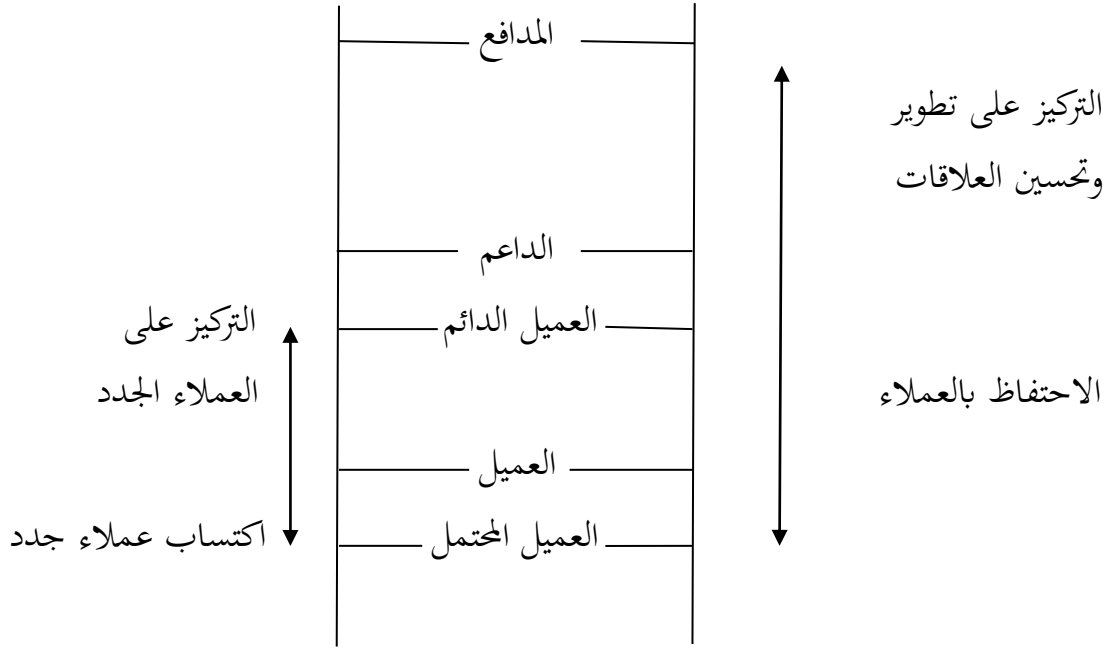 المدافع
التركيز على تطوير
وتحسين العلاقات
الداعم
العميل الدائم
التركيز على
العملاء الجدد
الاحتفاظ بالعملاء
العميل
العميل المحتمل
اكتساب عملاء جدد